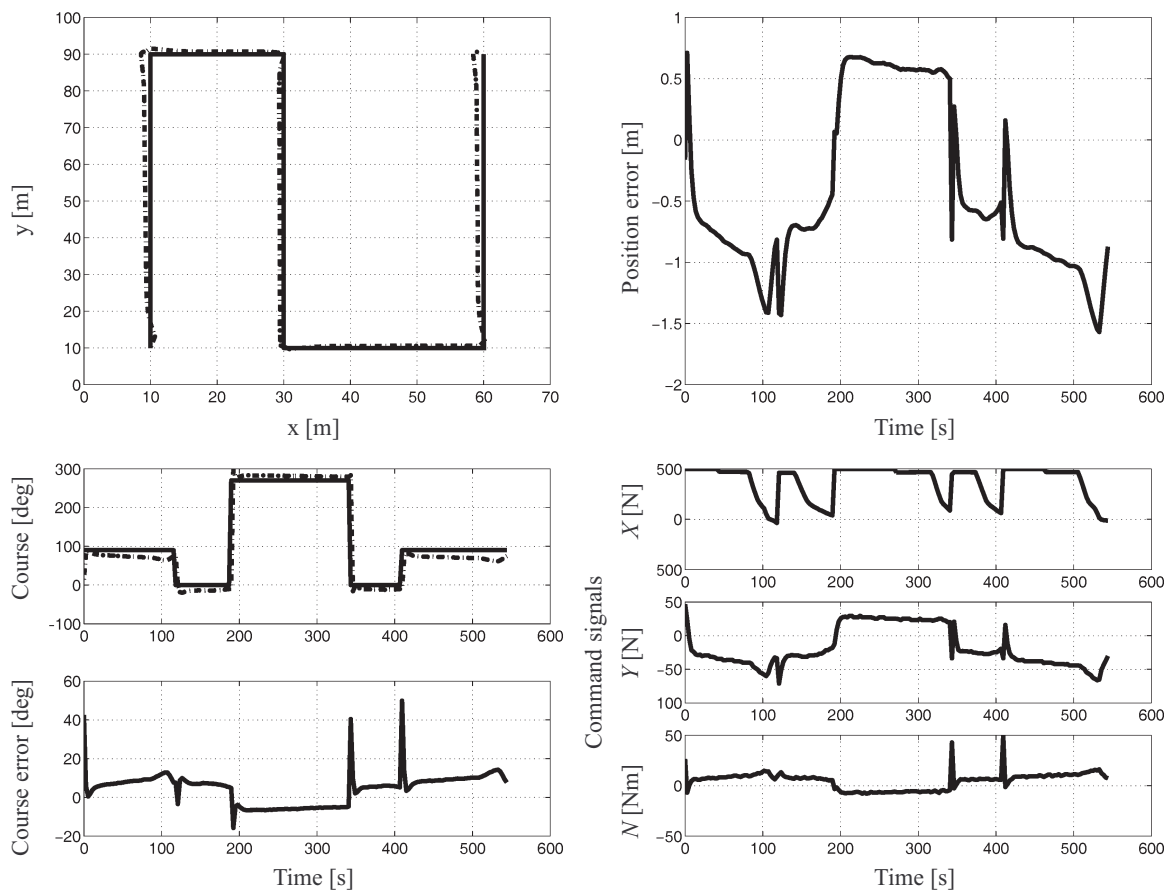 100
90
80
70
60
50
40
30
20
10
0
y [m]
0 10 20 30 40 50 60 70
x [m]
1
0.5
0
−0.5
−1
−1.5
−2
Position error [m]
0 100 200 300 400 500 600
Time [s]
300
200
100
0
-100
Course [deg]
0 100 200 300 400 500 600
60
40
20
0
−20
Course error [deg]
0 100 200 300 400 500 600
Time [s]
Command signals
500
0
500
X [N]
0 100 200 300 400 500 600
50
0
−50
100
Y [N]
0 100 200 300 400 500 600
50
0
−50
N [Nm]
0 100 200 300 400 500 600
Time [s]